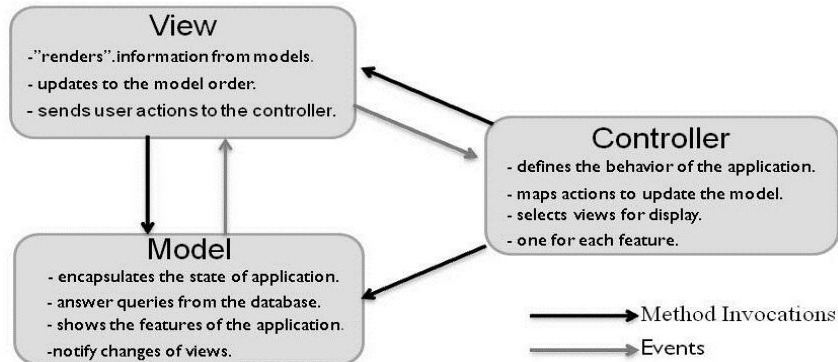 View
-"renders".information from models.
-updates to the model order.
- sends user actions to the controller.
Controller
- defines the behavior of the application.
- maps actions to update the model.
- selects views for display.
- one for each feature.
Model
- encapsulates the state of application.
- answer queries from the database.
- shows the features of the application.
-notify changes of views.
Method Invocations
Events